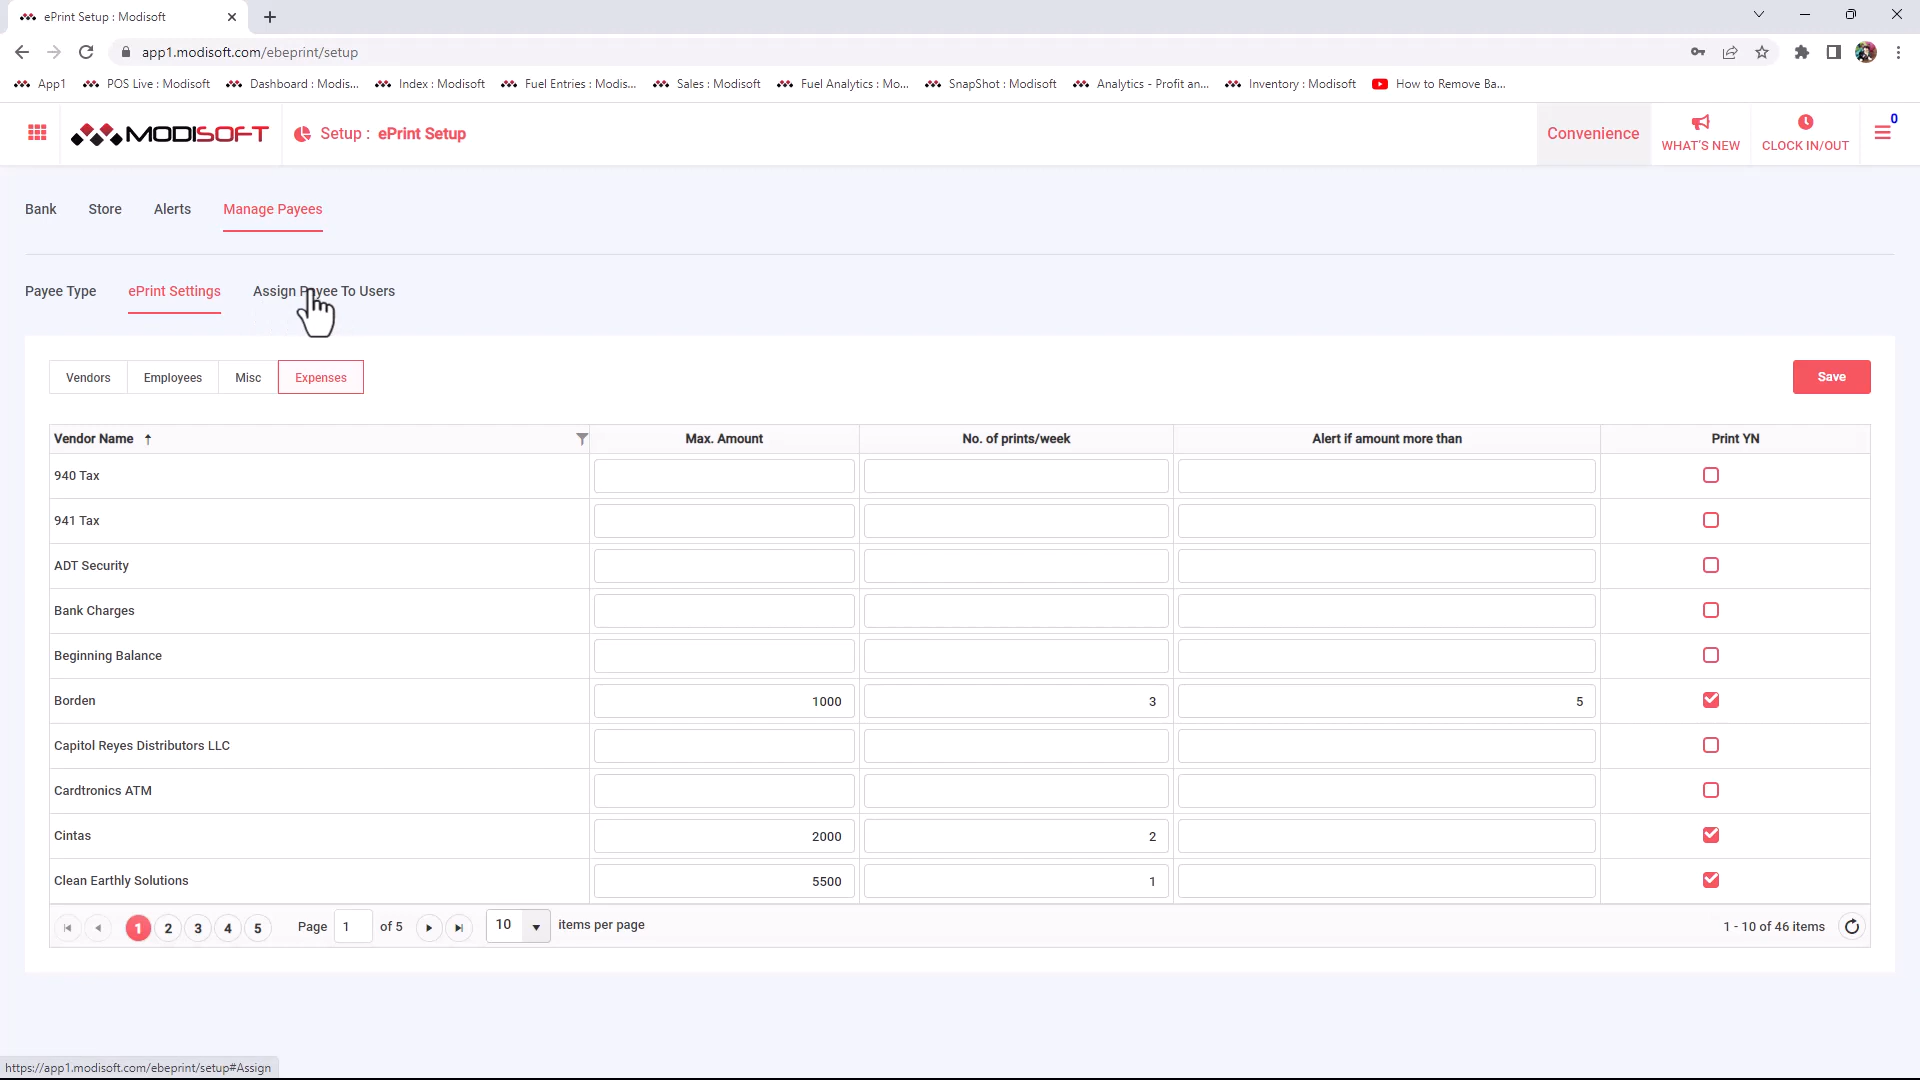 ePrint Setup : Modisoft
app1.modisoft.com/ebeprint/setup
App1 POS Live : Modisoft Dashboard : Modis... Index : Modisoft Fuel Entries : Modis... Sales : Modisoft Fuel Analytics : Mo... SnapShot : Modisoft Analytics - Profit an... Inventory : Modisoft How to Remove Ba...
MODISOFT Setup : ePrint Setup Convenience WHAT'S NEW CLOCK IN/OUT 0
Bank Store Alerts Manage Payees
Payee Type ePrint Settings Assign Payee To Users
Vendors Employees Misc Expenses Save
Vendor Name Max. Amount No. of prints/week Alert if amount more than Print YN
940 Tax
941 Tax
ADT Security
Bank Charges
Beginning Balance
Borden 1000 3 5
Capitol Reyes Distributors LLC
Cardtronics ATM
Cintas 2000 2
Clean Earthly Solutions 5500 1
1 2 3 4 5 Page 1 of 5 10 items per page 1 - 10 of 46 items
https://app1.modisoft.com/ebeprint/setup#Assign